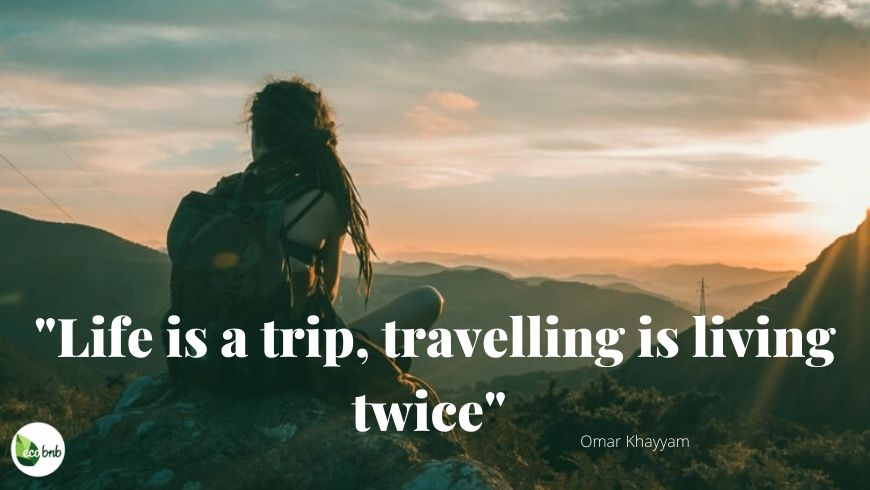 "Life is a trip, travelling is living
twice"
Omar Khayyam
ecobnb